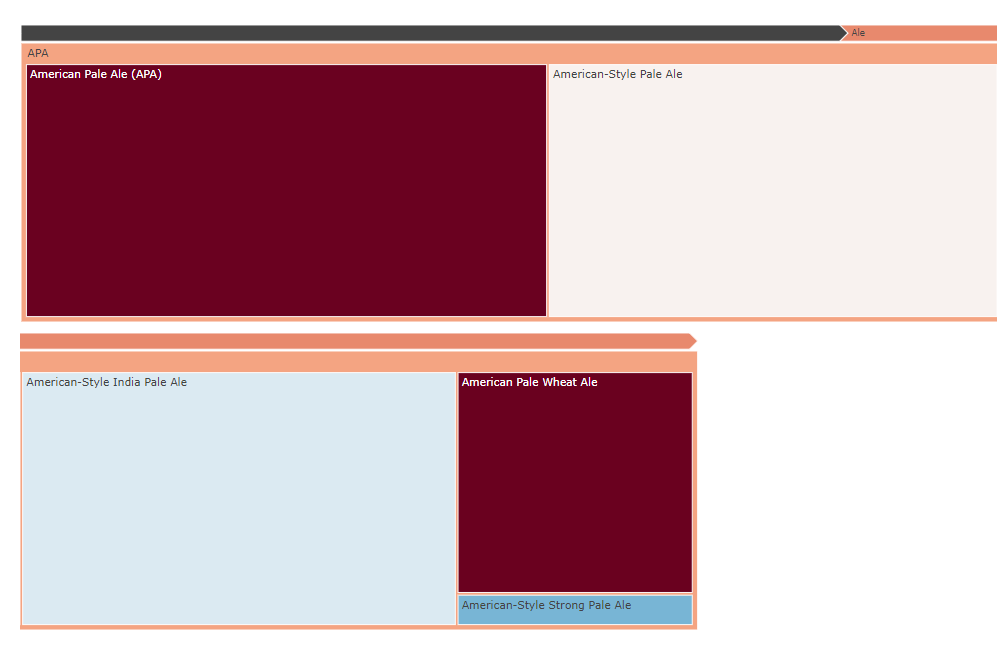 Ale
APA
American Pale Ale (APA)
American-Style Pale Ale
American-Style India Pale Ale
American Pale Wheat Ale
American-Style Strong Pale Ale